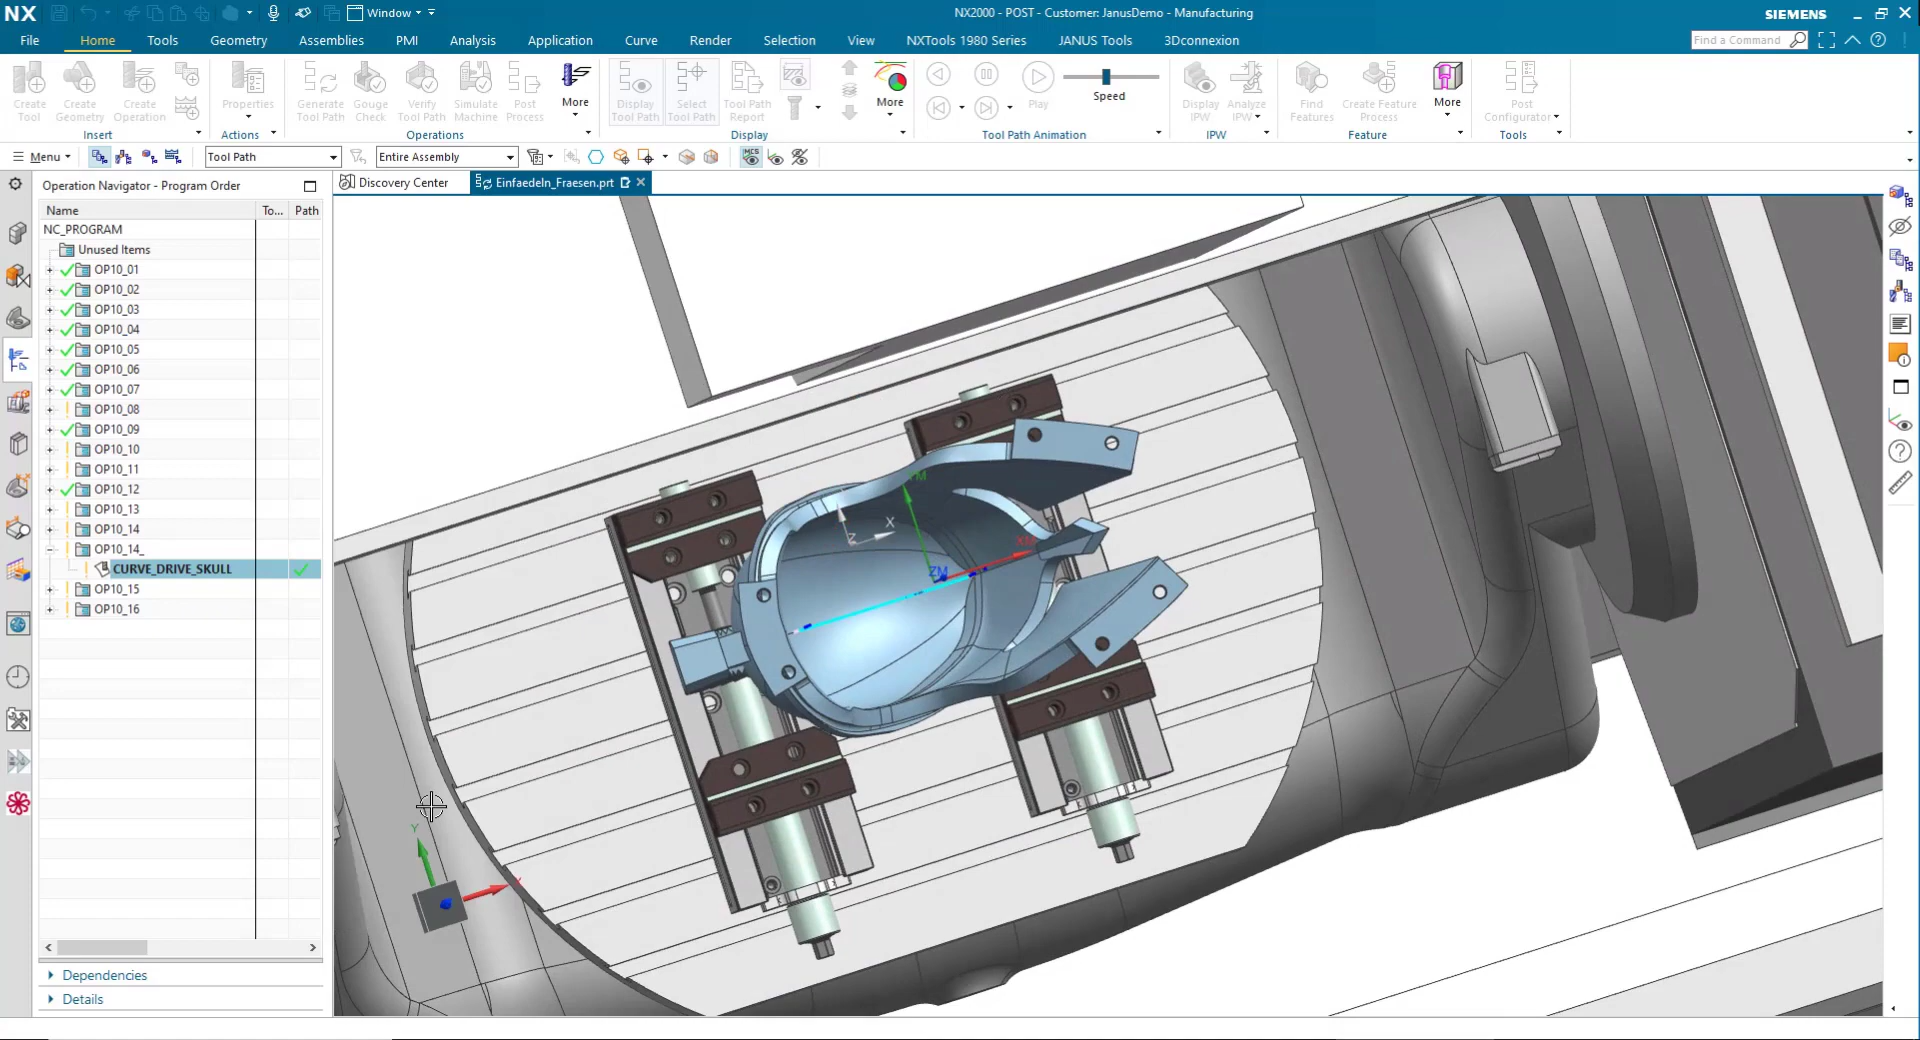 NX
Window
NX2000 - POST - Customer: JanusDemo - Manufacturing
SIEMENS
File
Home
Tools
Geometry
Assemblies
PMI
Analysis
Application
Curve
Render
Selection
View
NXTools 1980 Series
JANUS Tools
3Dconnexion
Find a Command
Create Tool
Create Geometry
Create Operation
Insert
Properties
Actions
Generate Tool Path
Gouge Check
Verify Tool Path
Simulate Machine
Post Process
More
Operations
Display Tool Path
Select Tool Path
Tool Path Report
More
Display
Play
Speed
Tool Path Animation
Display IPW
Analyze IPW
IPW
Find Features
Create Feature Process
More
Feature
Post Configurator
Tools
Menu
Tool Path
Entire Assembly
MCS
Operation Navigator - Program Order
Discovery Center
Einfaedeln_Fraesen.prt
Name
To...
Path
NC_PROGRAM
Unused Items
OP10_01
OP10_02
OP10_03
OP10_04
OP10_05
OP10_06
OP10_07
OP10_08
OP10_09
OP10_10
OP10_11
OP10_12
OP10_13
OP10_14
OP10_14_
CURVE_DRIVE_SKULL
OP10_15
OP10_16
YM
X
Z
XM
ZM
Y
X
Dependencies
Details